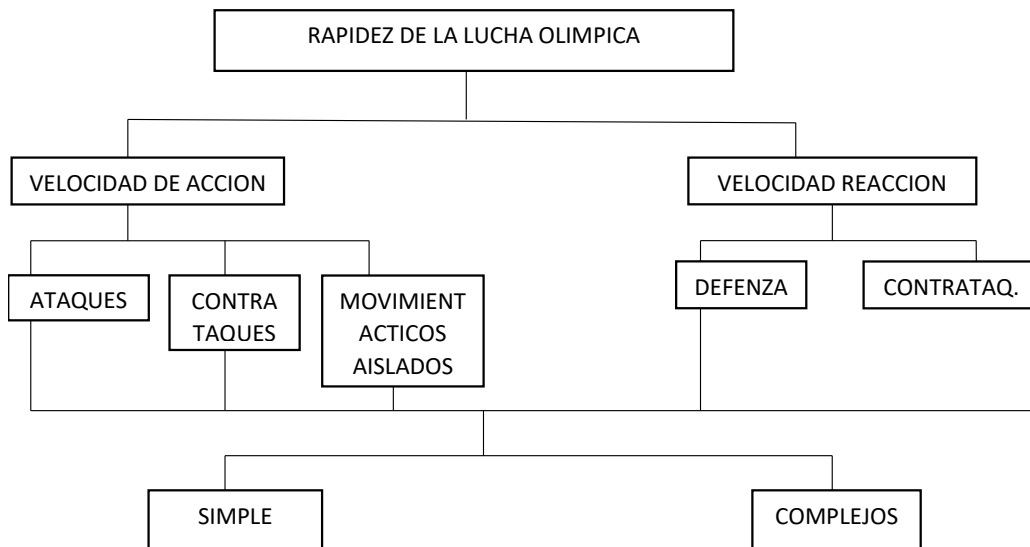 RAPIDEZ DE LA LUCHA OLIMPICA
VELOCIDAD DE ACCION
VELOCIDAD REACCION
ATAQUES
CONTRA
TAQUES
MOVIMIENT
ACTICOS
AISLADOS
DEFENZA
CONTRATAQ.
SIMPLE
COMPLEJOS